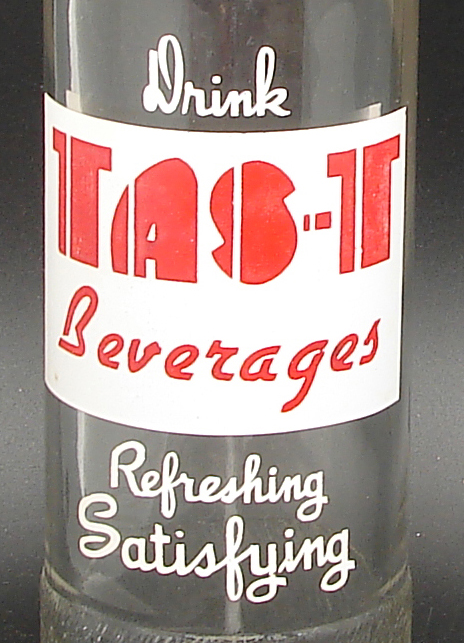 Drink
TAS-T
Beverages
Refreshing
Satisfying